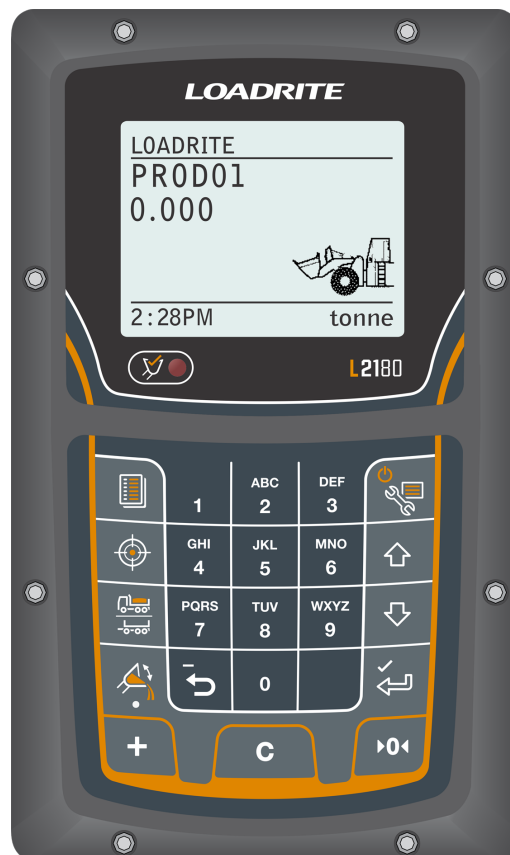 LOADRITE
LOADRITE
PROD01
0.000
2:28PM tonne
L2180
1
ABC
2
DEF
3
GHI
4
JKL
5
MNO
6
PQRS
7
TUV
8
WXYZ
9
0
+
C
0